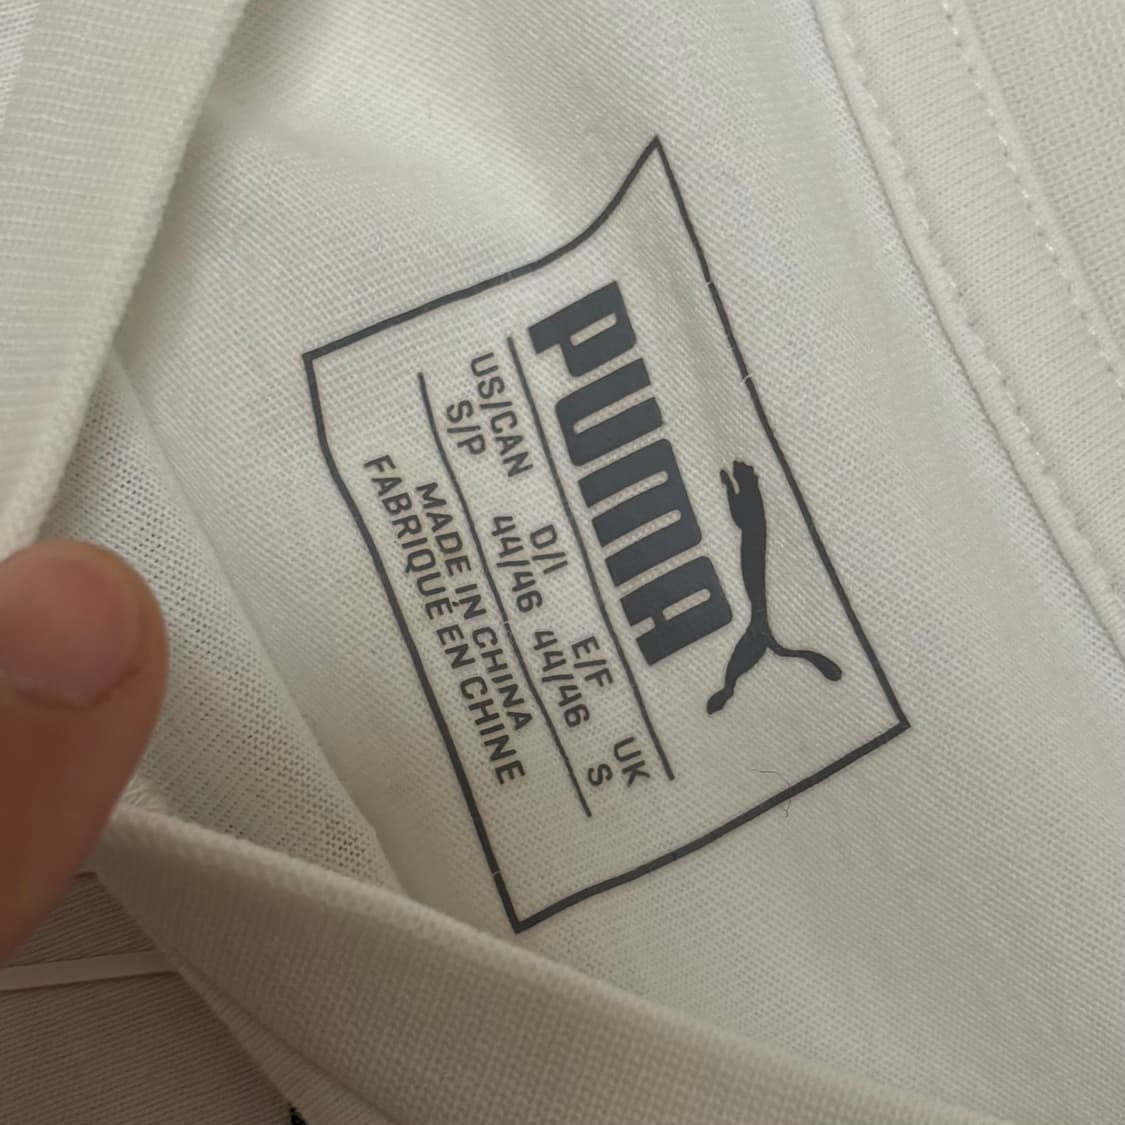 PUMA
US/CAN D/I E/F UK
S/P 44/46 44/46 S
MADE IN CHINA
FABRIQUÉ EN CHINE